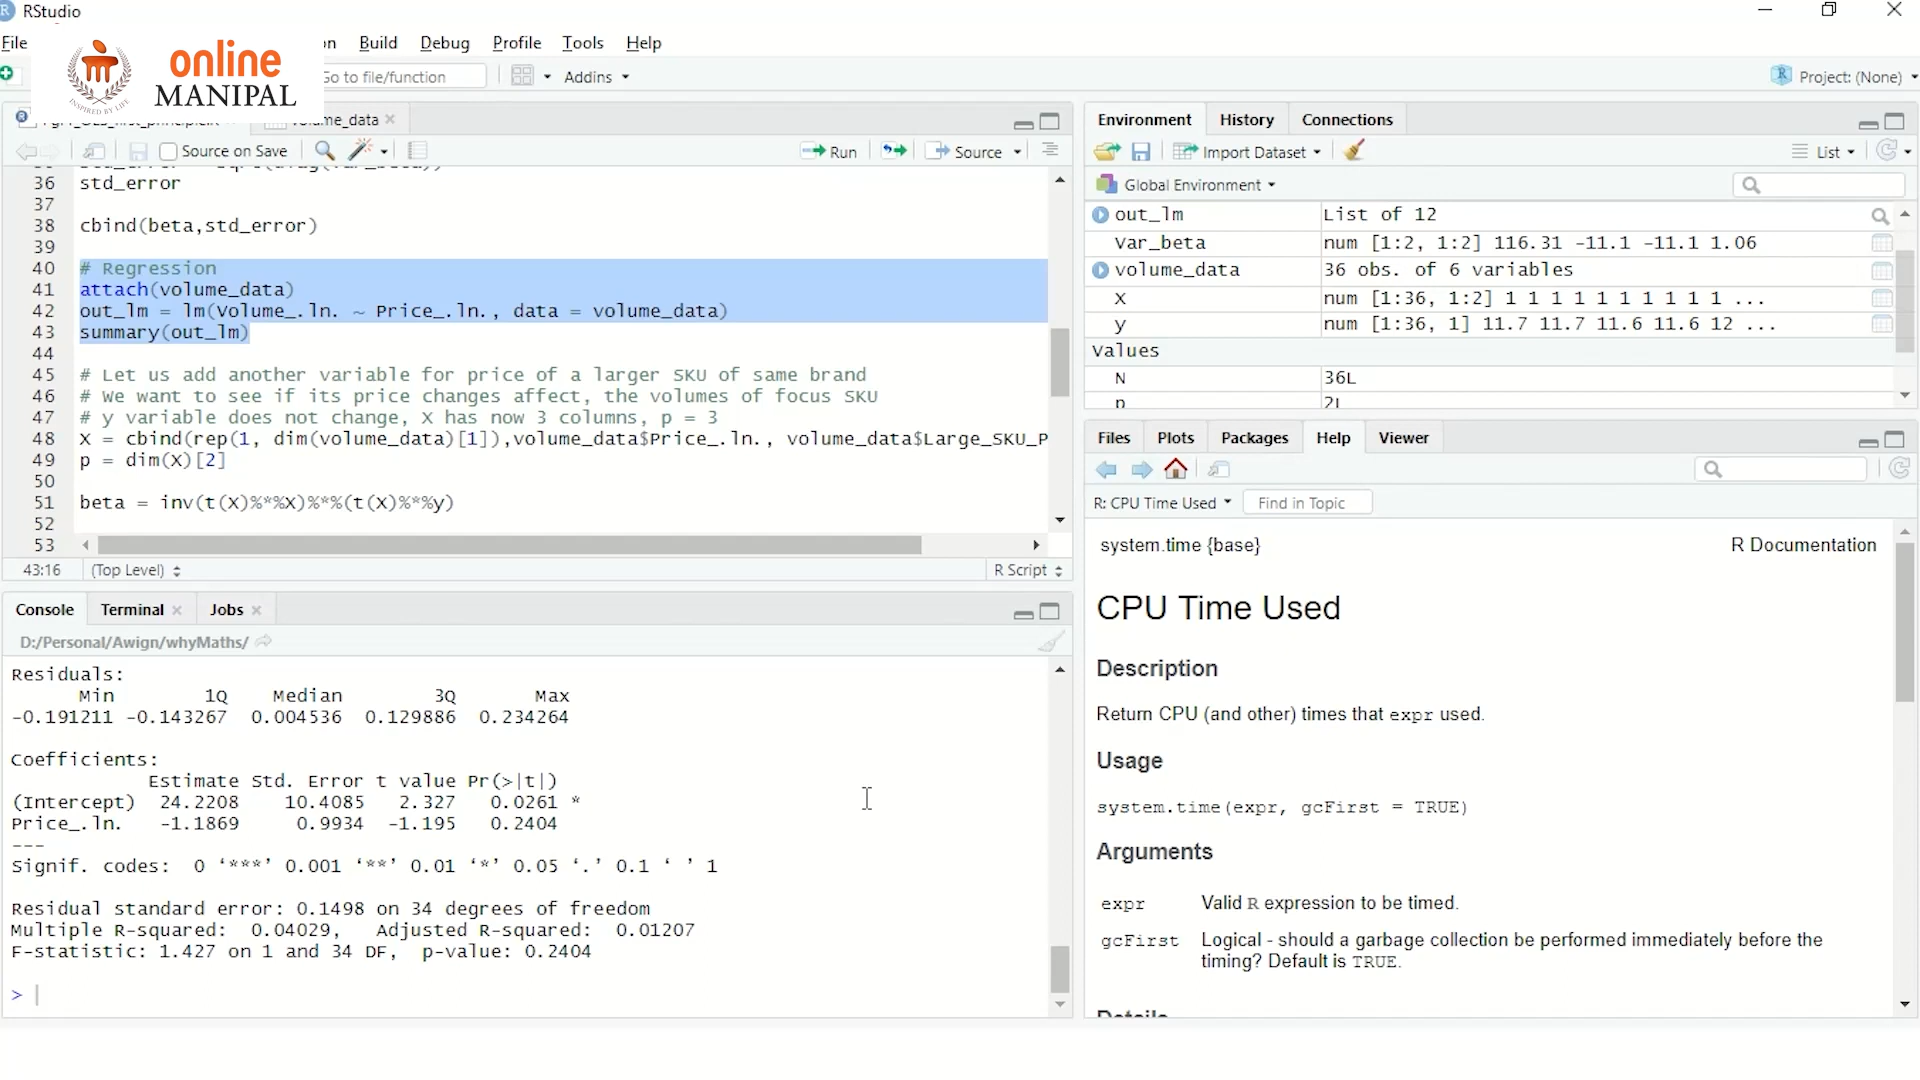 RStudio
File
Build Debug Profile Tools Help
online
MANIPAL
INSPIRED BY LIFE
Go to file/function
Addins
Project: (None)
volume_data
Source on Save
Run
Source
36 std_error
37
38 cbind(beta,std_error)
39
40 # Regression
41 attach(volume_data)
42 out_lm = lm(Volume_.ln. ~ Price_.ln., data = volume_data)
43 summary(out_lm)
44
45 # Let us add another variable for price of a larger SKU of same brand
46 # We want to see if its price changes affect, the volumes of focus SKU
47 # y variable does not change, X has now 3 columns, p = 3
48 X = cbind(rep(1, dim(volume_data)[1]),volume_data$Price_.ln., volume_data$Large_SKU_P
49 p = dim(X)[2]
50
51 beta = inv(t(X)%*%X)%*%(t(X)%*%y)
52
53
43:16 (Top Level) R Script
Console Terminal Jobs
D:/Personal/Awign/whyMaths/
Residuals:
Min 1Q Median 3Q Max
-0.191211 -0.143267 0.004536 0.129886 0.234264
Coefficients:
Estimate Std. Error t value Pr(>|t|)
(Intercept) 24.2208 10.4085 2.327 0.0261 *
Price_.ln. -1.1869 0.9934 -1.195 0.2404
---
Signif. codes: 0 ‘***’ 0.001 ‘**’ 0.01 ‘*’ 0.05 ‘.’ 0.1 ‘ ’ 1
Residual standard error: 0.1498 on 34 degrees of freedom
Multiple R-squared: 0.04029, Adjusted R-squared: 0.01207
F-statistic: 1.427 on 1 and 34 DF, p-value: 0.2404
>
Environment History Connections
Import Dataset
List
Global Environment
out_lm List of 12
var_beta num [1:2, 1:2] 116.31 -11.1 -11.1 1.06
volume_data 36 obs. of 6 variables
X num [1:36, 1:2] 1 1 1 1 1 1 1 1 1 1 ...
y num [1:36, 1] 11.7 11.7 11.6 11.6 12 ...
Values
N 36L
p 2L
Files Plots Packages Help Viewer
R: CPU Time Used
Find in Topic
system.time {base} R Documentation
CPU Time Used
Description
Return CPU (and other) times that expr used.
Usage
system.time(expr, gcFirst = TRUE)
Arguments
expr Valid R expression to be timed.
gcFirst Logical - should a garbage collection be performed immediately before the
timing? Default is TRUE.
Details